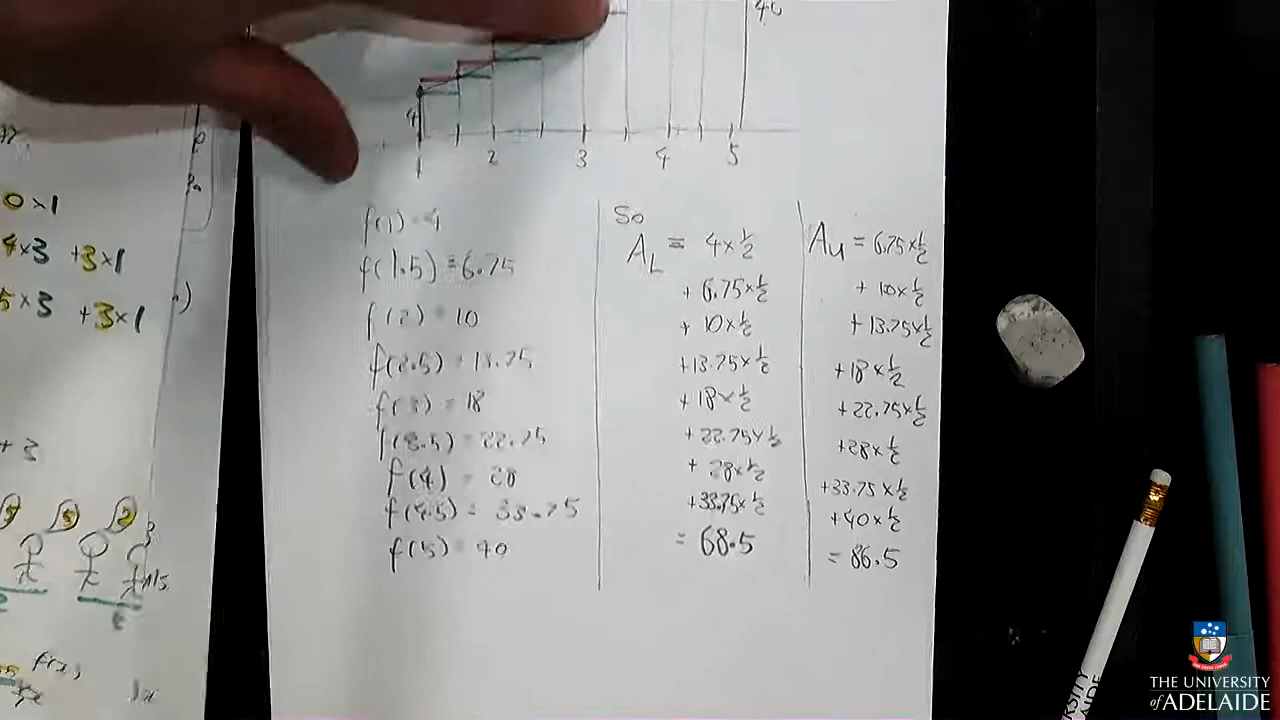 40
4
2 3 4 5
0×1
4×3 +3×1
5×3 +3×1
+ 3
f(1) = 4
f(1.5) = 6.75
f(2) = 10
f(2.5) = 13.75
f(3) = 18
f(3.5) = 22.75
f(4) = 28
f(4.5) = 33.75
f(5) = 40
So
A_L = 4×½
+ 6.75×½
+ 10×½
+13.75×½
+ 18×½
+ 22.75×½
+ 28×½
+33.75×½
= 68.5
A_U = 6.75×½
+ 10×½
+ 13.75×½
+18×½
+22.75×½
+28×½
+33.75×½
+40×½
= 86.5
THE UNIVERSITY
of ADELAIDE